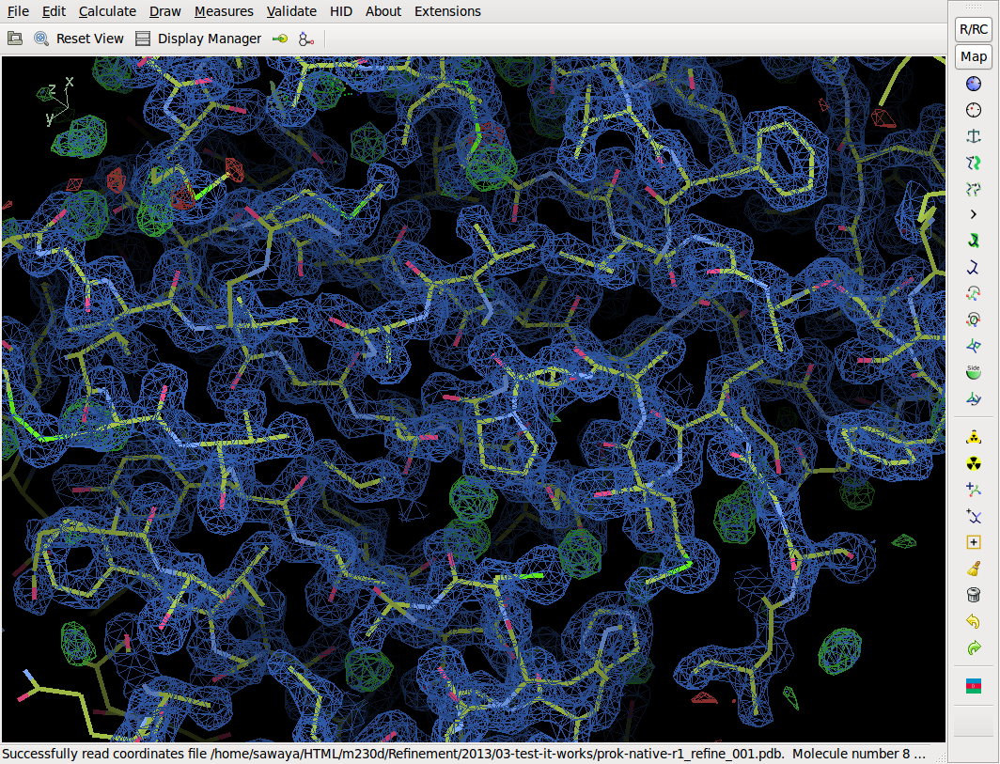 File Edit Calculate Draw Measures Validate HID About Extensions
Reset View Display Manager
R/RC
Map
z x
y
Side
Successfully read coordinates file /home/sawaya/HTML/m230d/Refinement/2013/03-test-it-works/prok-native-r1_refine_001.pdb. Molecule number 8 ...